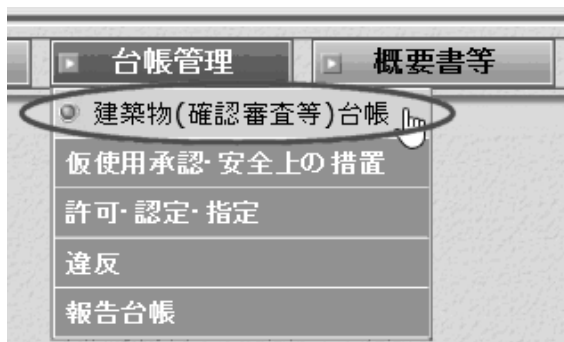 台帳管理 概要書等
建築物(確認審査等)台帳
仮使用承認･安全上の措置
許可･認定･指定
違反
報告台帳